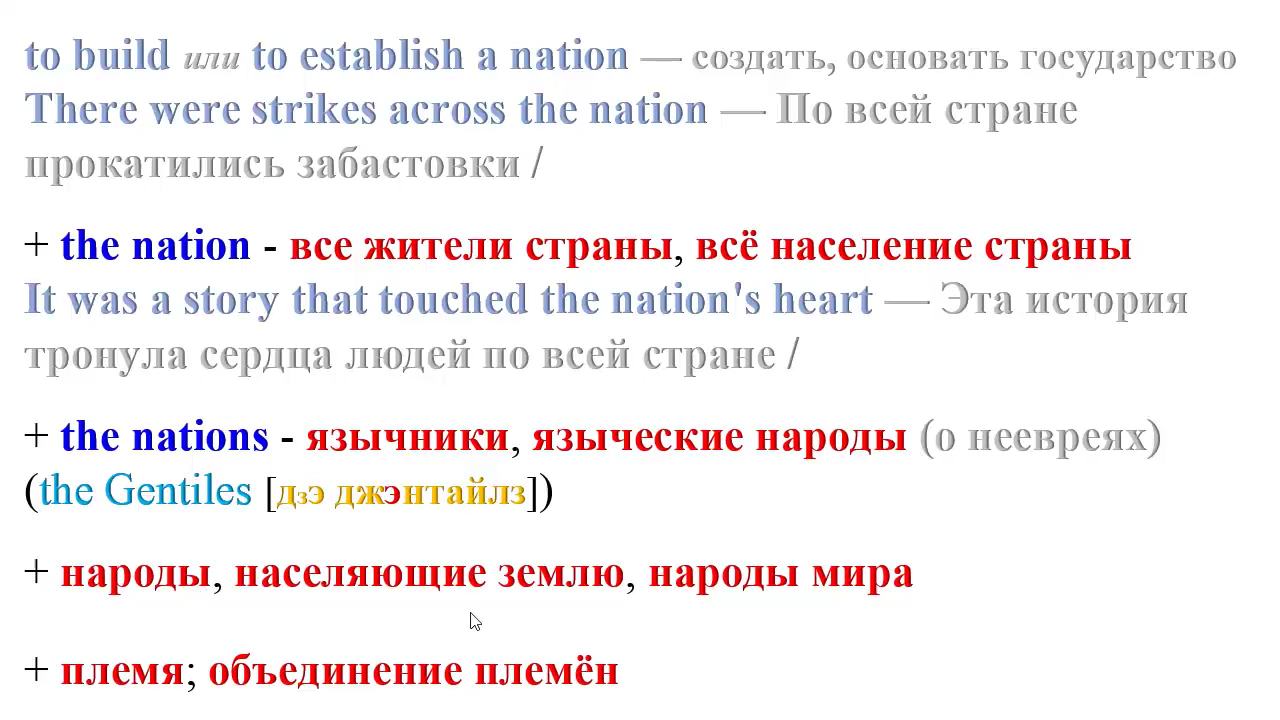 to build или to establish a nation — создать, основать государство
There were strikes across the nation — По всей стране
прокатились забастовки /
+ the nation - все жители страны, всё население страны
It was a story that touched the nation's heart — Эта история
тронула сердца людей по всей стране /
+ the nations - язычники, языческие народы (о неевреях)
(the Gentiles [дзэ джэнтайлз])
+ народы, населяющие землю, народы мира
+ племя; объединение племён